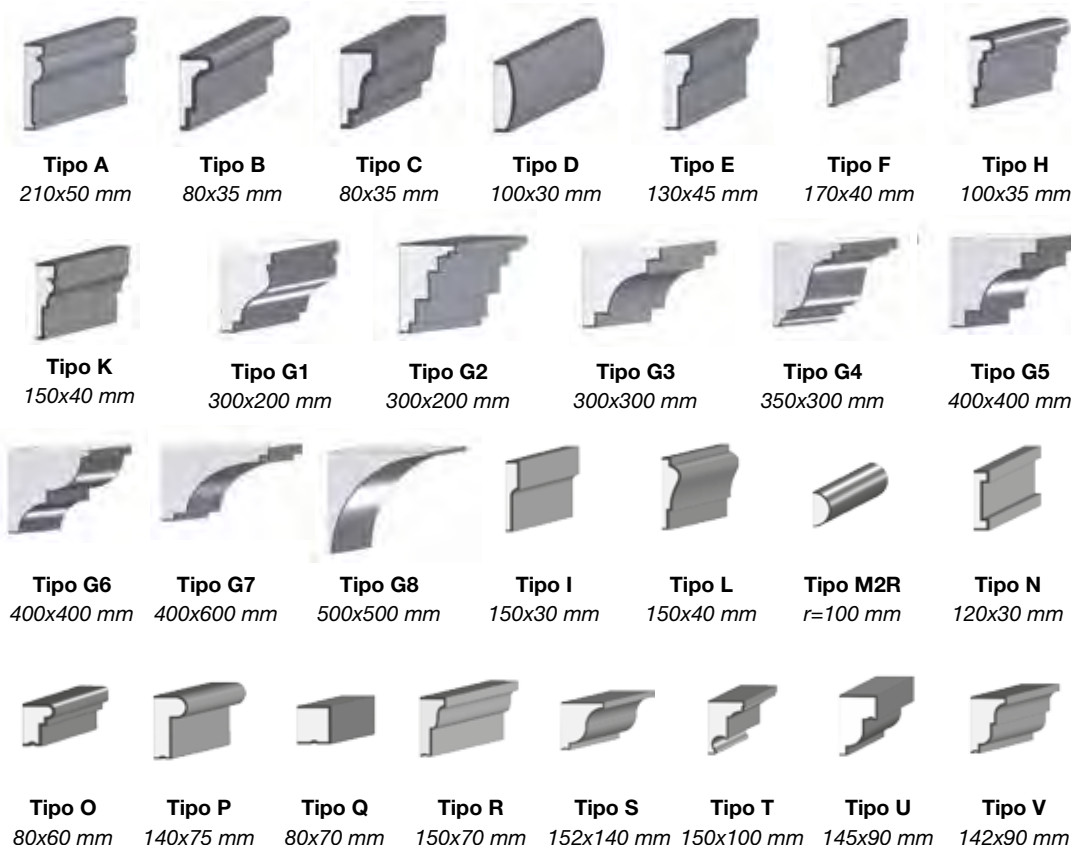 Tipo A Tipo B Tipo C Tipo D Tipo E Tipo F Tipo H
210x50 mm 80x35 mm 80x35 mm 100x30 mm 130x45 mm 170x40 mm 100x35 mm
Tipo K Tipo G1 Tipo G2 Tipo G3 Tipo G4 Tipo G5
150x40 mm 300x200 mm 300x200 mm 300x300 mm 350x300 mm 400x400 mm
Tipo G6 Tipo G7 Tipo G8 Tipo I Tipo L Tipo M2R Tipo N
400x400 mm 400x600 mm 500x500 mm 150x30 mm 150x40 mm r=100 mm 120x30 mm
Tipo O Tipo P Tipo Q Tipo R Tipo S Tipo T Tipo U Tipo V
80x60 mm 140x75 mm 80x70 mm 150x70 mm 152x140 mm 150x100 mm 145x90 mm 142x90 mm